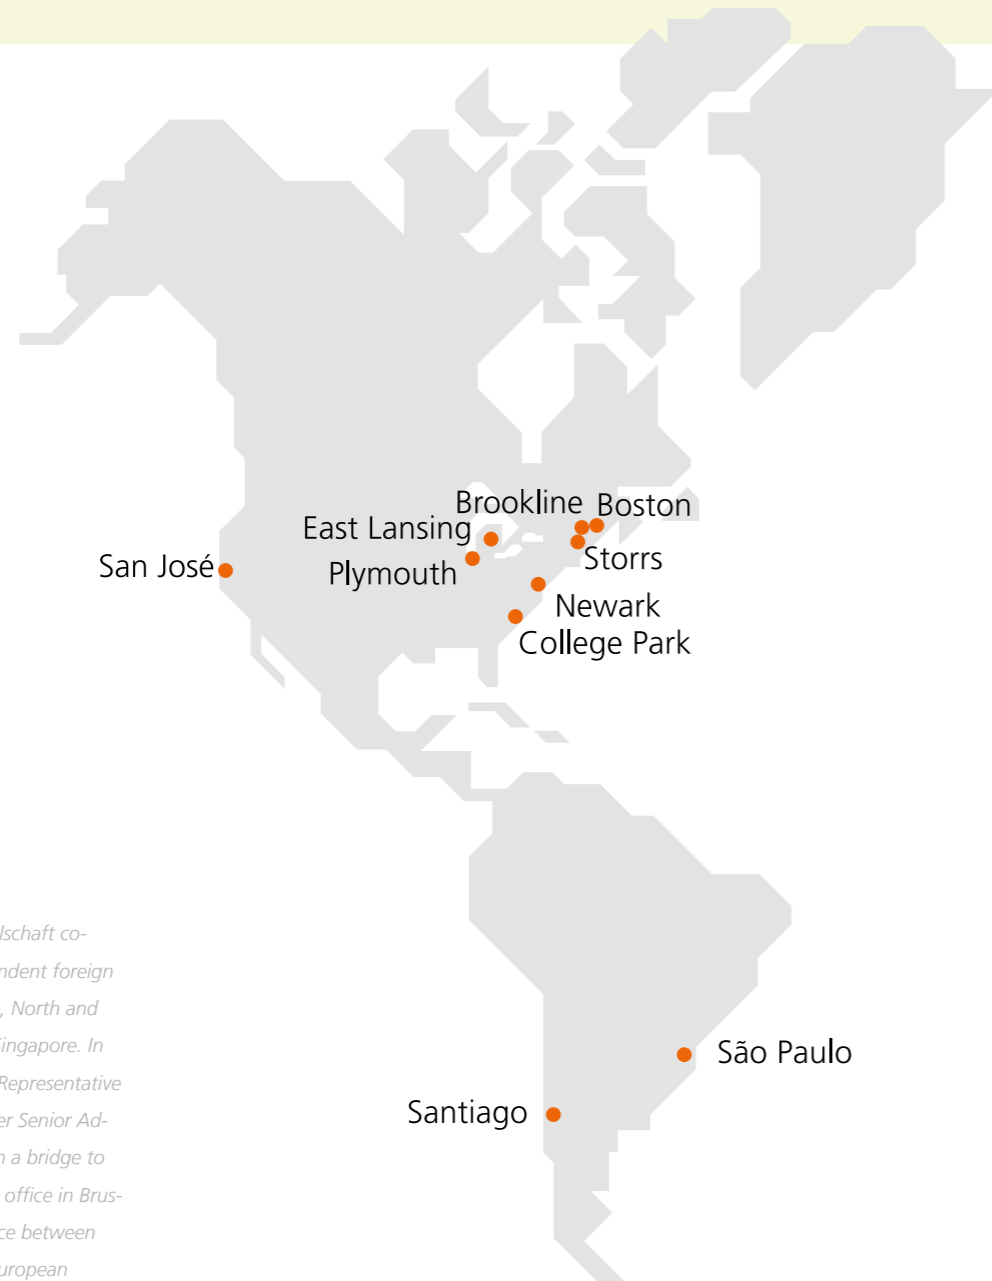 Brookline
Boston
East Lansing
Storrs
San José
Plymouth
Newark
College Park
lschaft co-
ndent foreign
, North and
Singapore. In
Representative
er Senior Ad-
n a bridge to
office in Brus-
ce between
uropean
São Paulo
Santiago